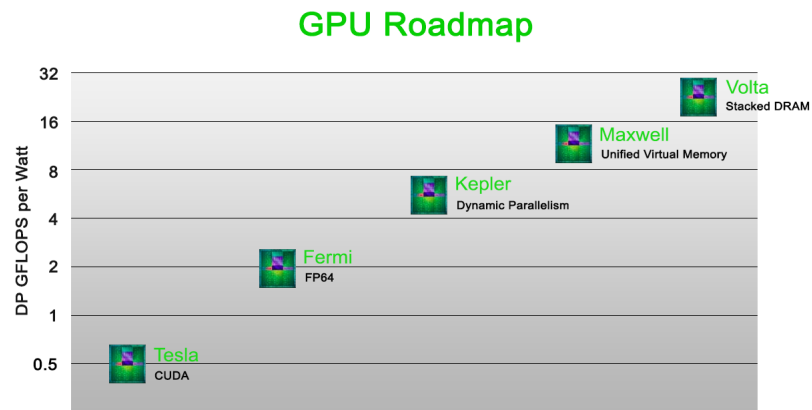 GPU Roadmap
DP GFLOPS per Watt
32
16
8
4
2
1
0.5
Volta
Stacked DRAM
Maxwell
Unified Virtual Memory
Kepler
Dynamic Parallelism
Fermi
FP64
Tesla
CUDA